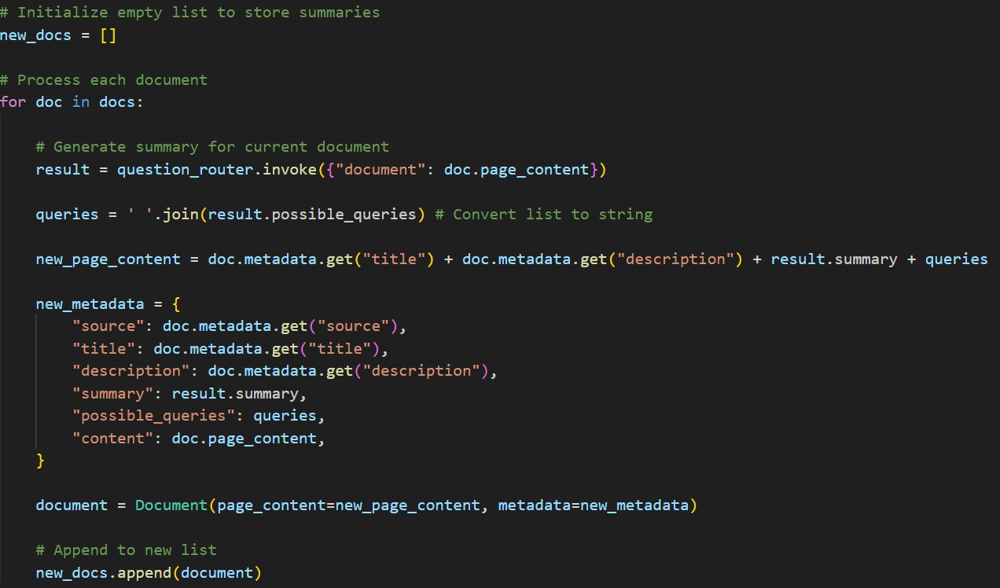 # Initialize empty list to store summaries
new_docs = []
# Process each document
for doc in docs:
# Generate summary for current document
result = question_router.invoke({"document": doc.page_content})
queries = ' '.join(result.possible_queries) # Convert list to string
new_page_content = doc.metadata.get("title") + doc.metadata.get("description") + result.summary + queries
new_metadata = {
"source": doc.metadata.get("source"),
"title": doc.metadata.get("title"),
"description": doc.metadata.get("description"),
"summary": result.summary,
"possible_queries": queries,
"content": doc.page_content,
}
document = Document(page_content=new_page_content, metadata=new_metadata)
# Append to new list
new_docs.append(document)